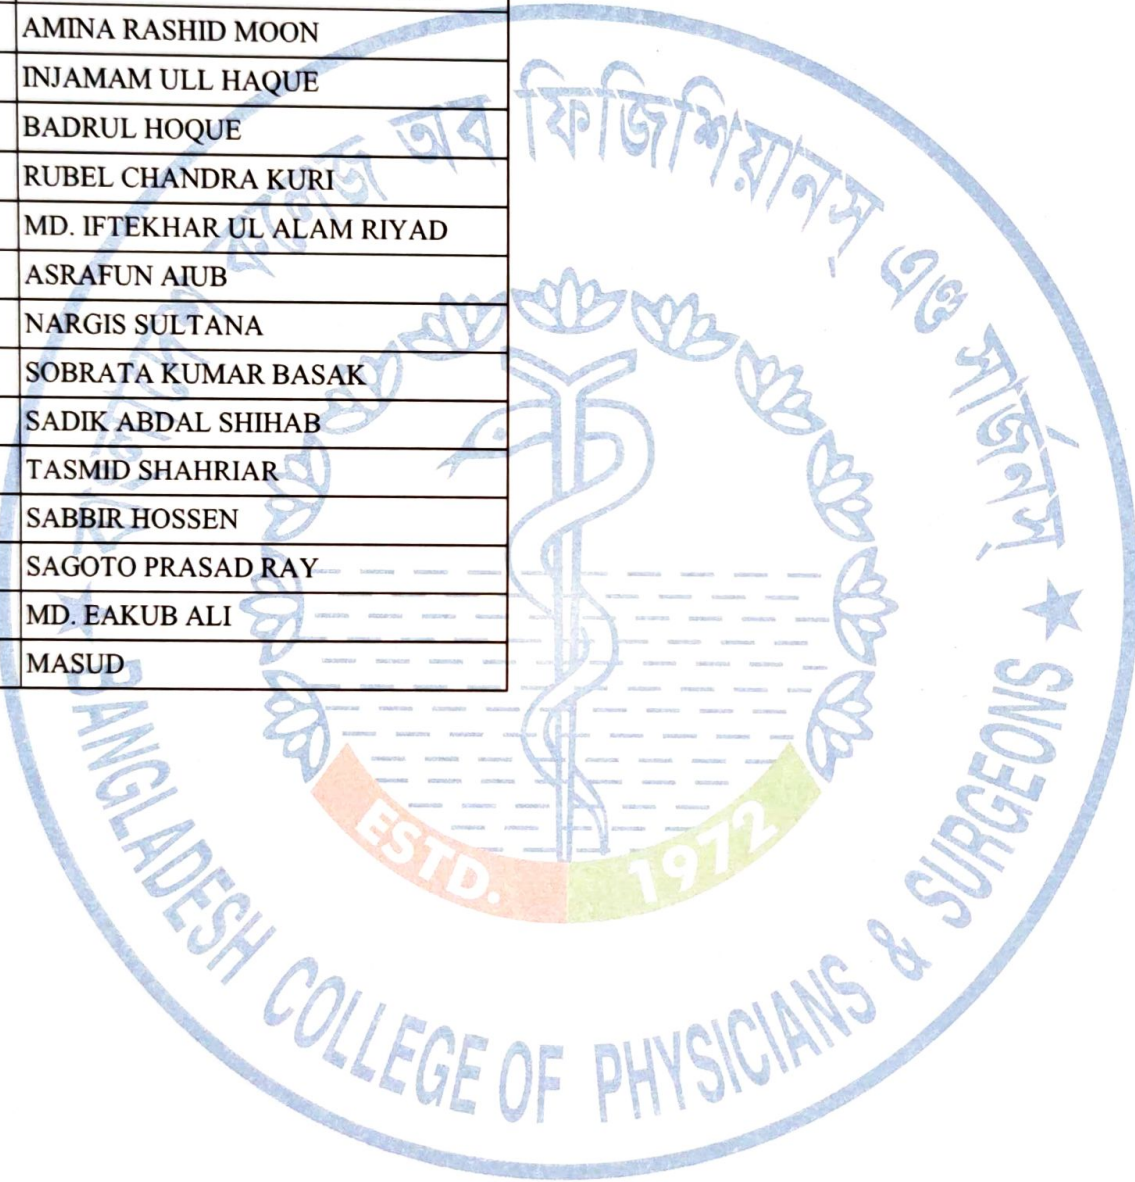 AMINA RASHID MOON
INJAMAM ULL HAQUE
BADRUL HOQUE
RUBEL CHANDRA KURI
MD. IFTEKHAR UL ALAM RIYAD
ASRAFUN AIUB
NARGIS SULTANA
SOBRATA KUMAR BASAK
SADIK ABDAL SHIHAB
TASMID SHAHRIAR
SABBIR HOSSEN
SAGOTO PRASAD RAY
MD. EAKUB ALI
MASUD
বাংলাদেশ কলেজ অব ফিজিশিয়ানস্ এণ্ড সার্জনস্
ESTD. 1972
BANGLADESH COLLEGE OF PHYSICIANS & SURGEONS